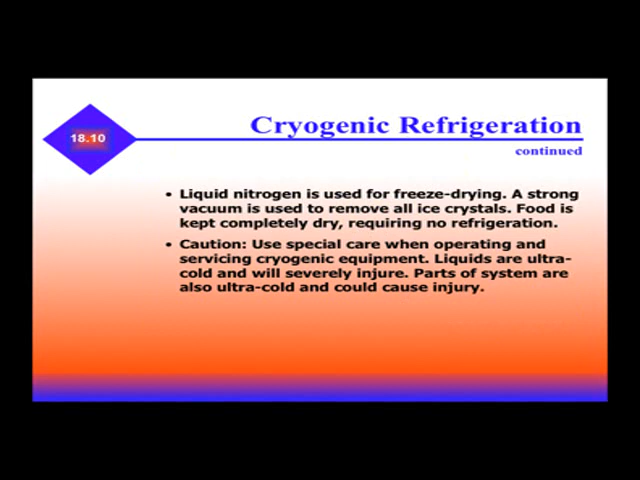 18.10
Cryogenic Refrigeration
continued
• Liquid nitrogen is used for freeze-drying. A strong
vacuum is used to remove all ice crystals. Food is
kept completely dry, requiring no refrigeration.
• Caution: Use special care when operating and
servicing cryogenic equipment. Liquids are ultra-
cold and will severely injure. Parts of system are
also ultra-cold and could cause injury.